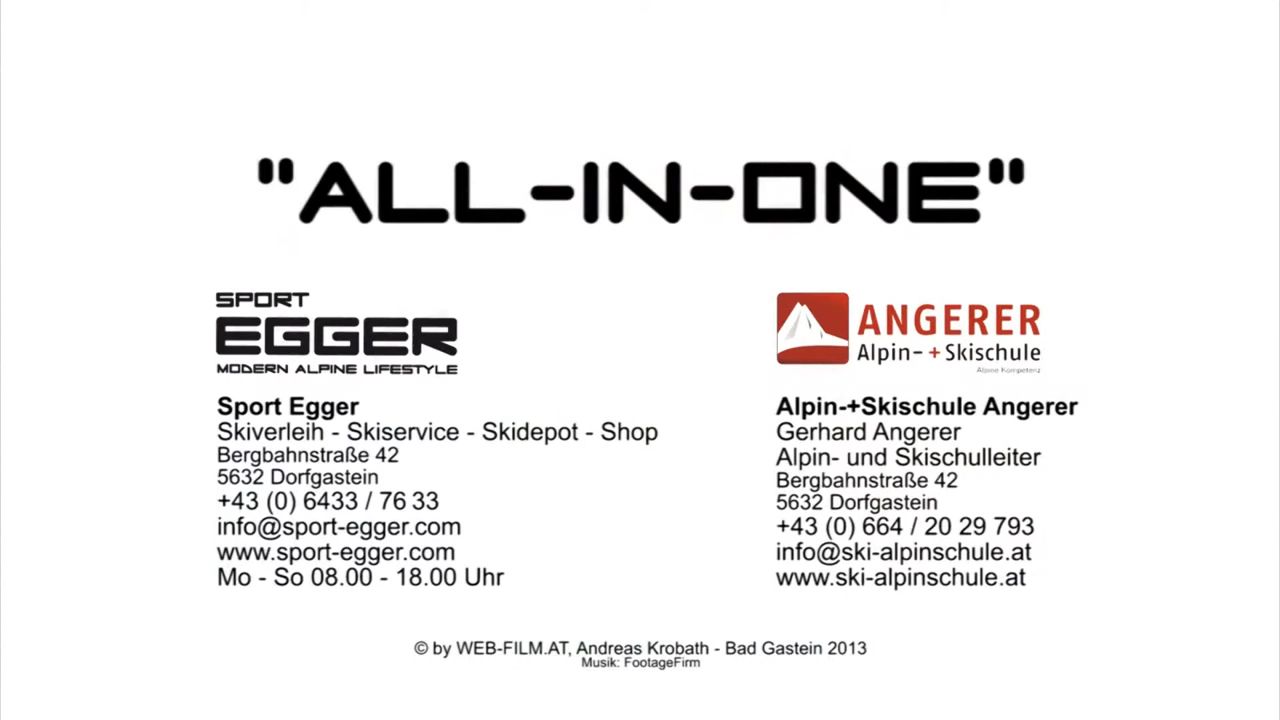 "ALL-IN-ONE"
SPORT
EGGER
MODERN ALPINE LIFESTYLE
Sport Egger
Skiverleih - Skiservice - Skidepot - Shop
Bergbahnstraße 42
5632 Dorfgastein
+43 (0) 6433 / 76 33
info@sport-egger.com
www.sport-egger.com
Mo - So 08.00 - 18.00 Uhr
ANGERER
Alpin- + Skischule
Alpine Kompetenz
Alpin-+Skischule Angerer
Gerhard Angerer
Alpin- und Skischulleiter
Bergbahnstraße 42
5632 Dorfgastein
+43 (0) 664 / 20 29 793
info@ski-alpinschule.at
www.ski-alpinschule.at
© by WEB-FILM.AT, Andreas Krobath - Bad Gastein 2013
Musik: FootageFirm